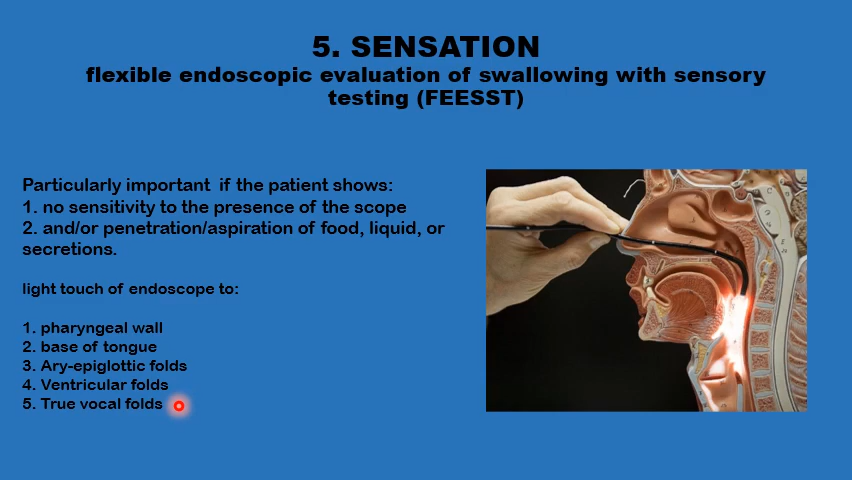 5. SENSATION
flexible endoscopic evaluation of swallowing with sensory
testing (FEESST)
Particularly important if the patient shows:
1. no sensitivity to the presence of the scope
2. and/or penetration/aspiration of food, liquid, or
secretions.
light touch of endoscope to:
1. pharyngeal wall
2. base of tongue
3. Ary-epiglottic folds
4. Ventricular folds
5. True vocal folds